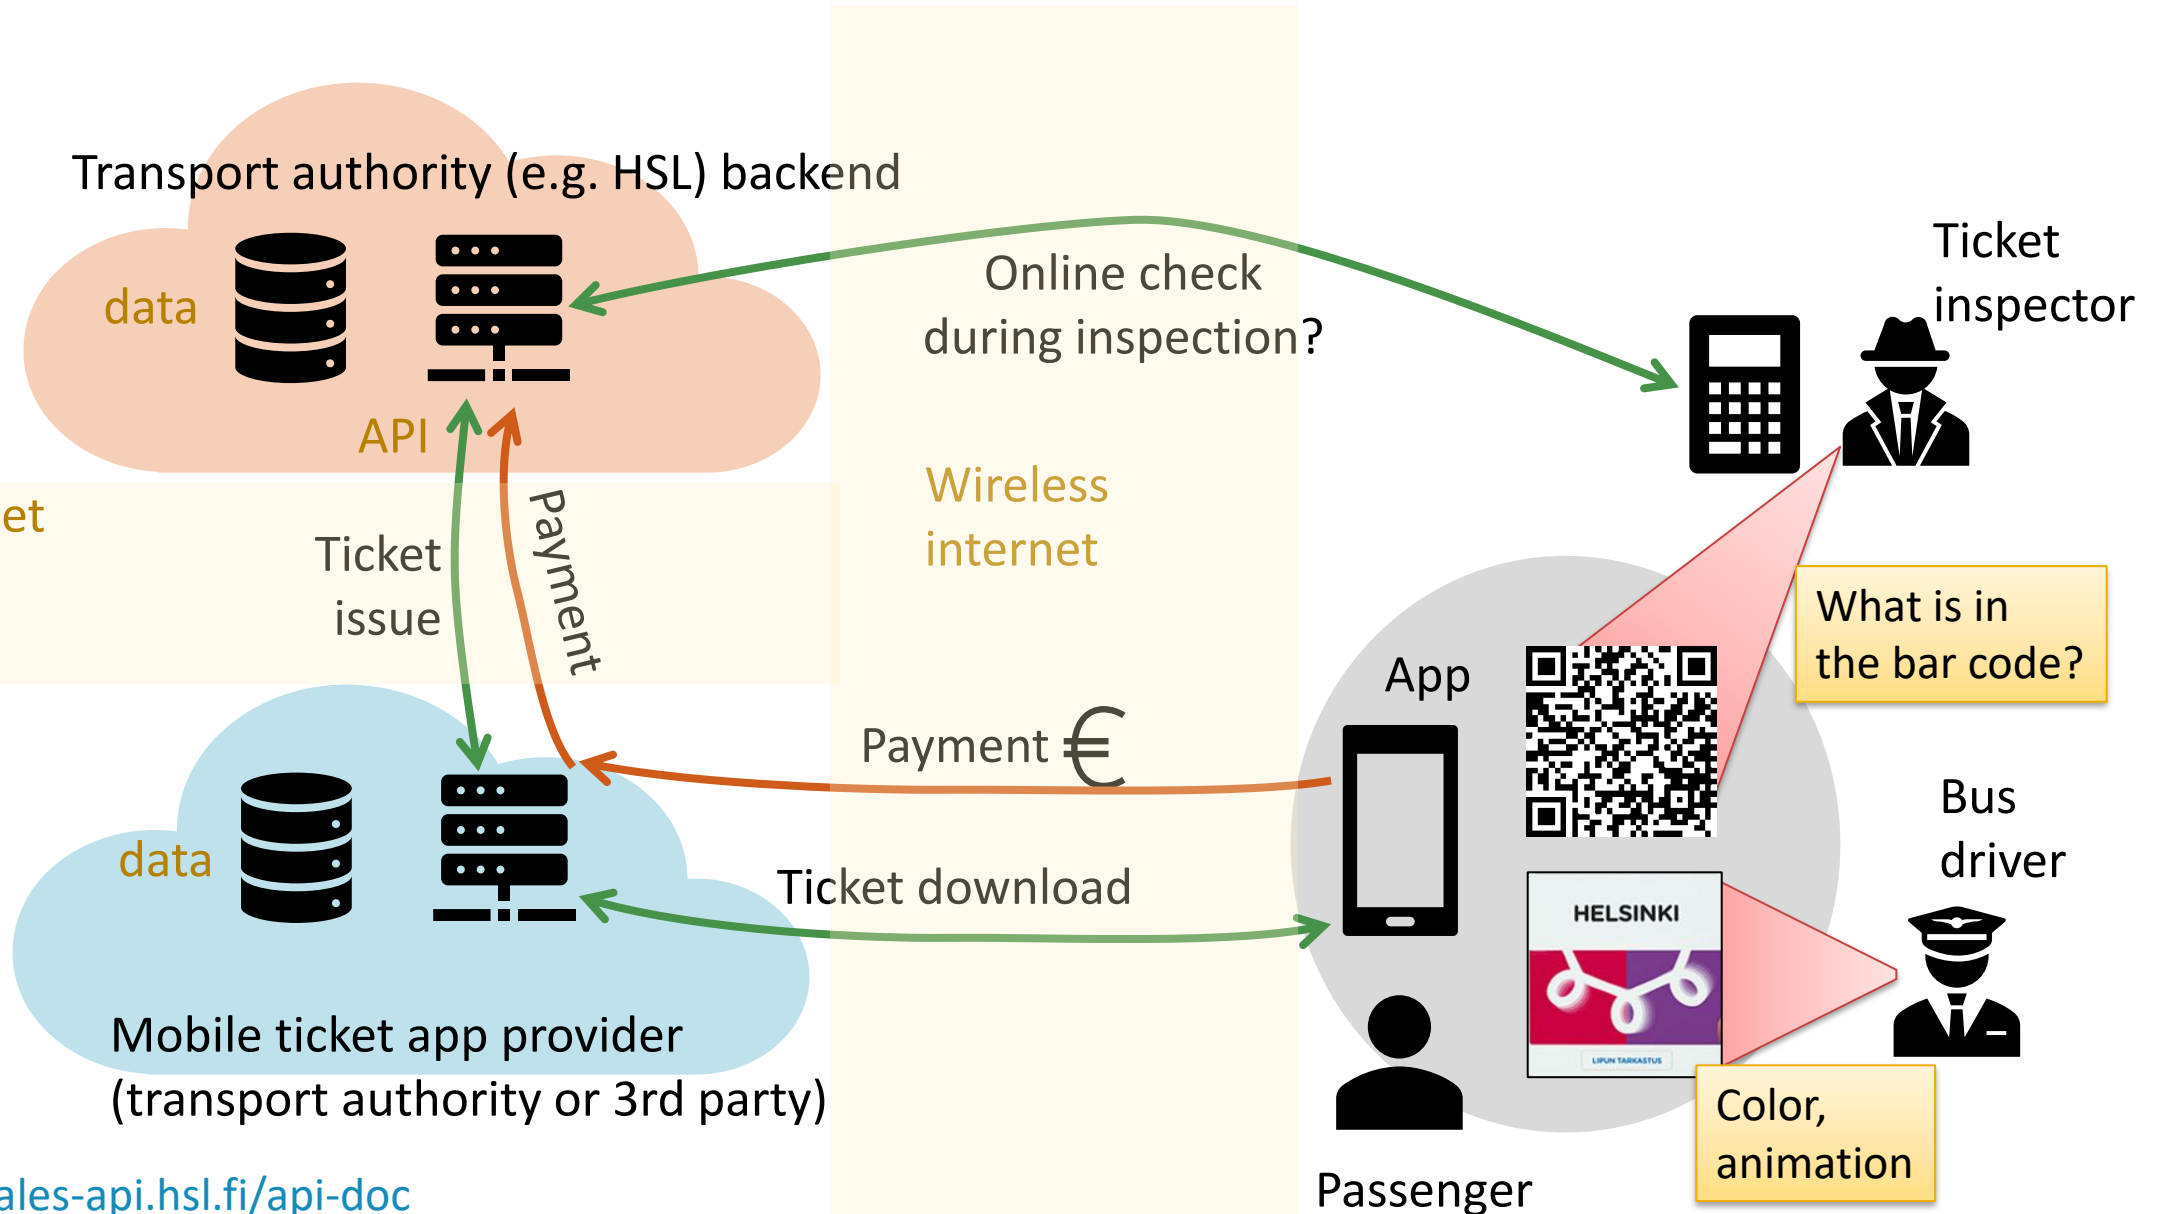 Transport authority (e.g. HSL) backend
data
API
Online check
during inspection?
Ticket
inspector
et
Wireless
internet
Ticket
issue
Payment
What is in
the bar code?
App
Payment €
data
Ticket download
Bus
driver
HELSINKI
LIPUN TARKASTUS
Mobile ticket app provider
(transport authority or 3rd party)
Color,
animation
Passenger
ales-api.hsl.fi/api-doc